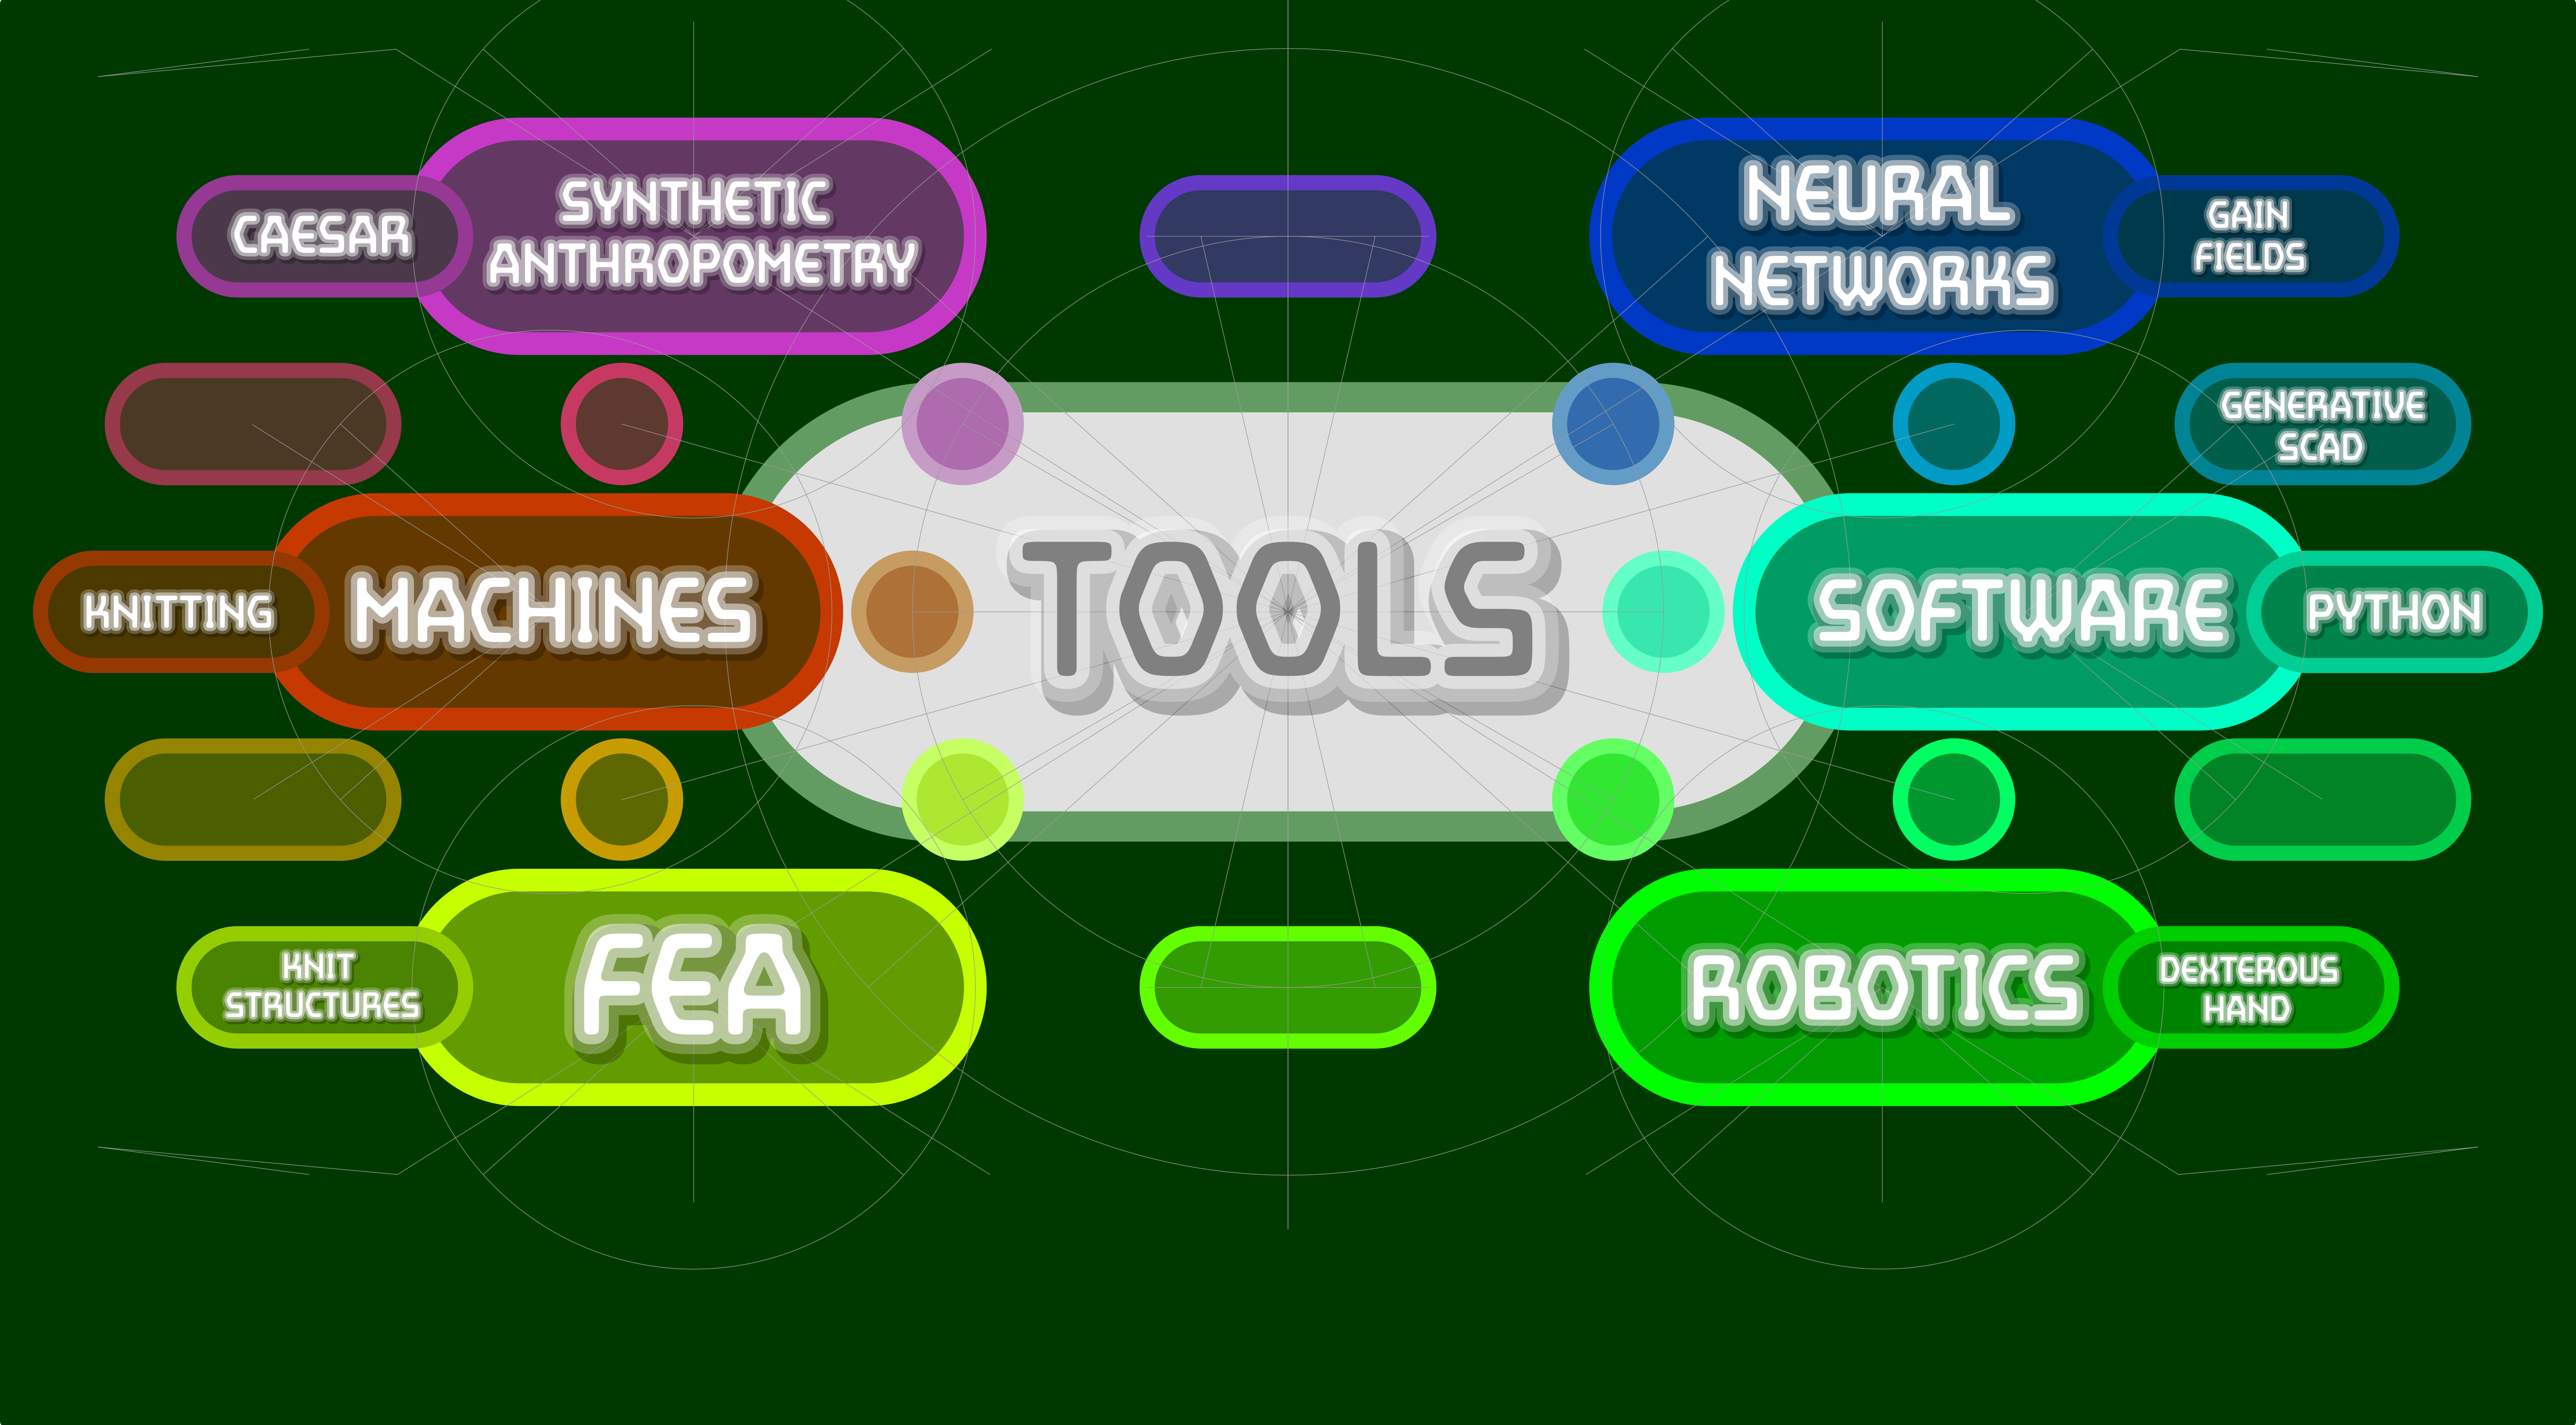 CAESAR
SYNTHETIC
ANTHROPOMETRY
NEURAL
NETWORKS
GAIN
FIELDS
GENERATIVE
SCAD
KNITTING
MACHINES
TOOLS
SOFTWARE
PYTHON
KNIT
STRUCTURES
FEA
ROBOTICS
DEXTEROUS
HAND